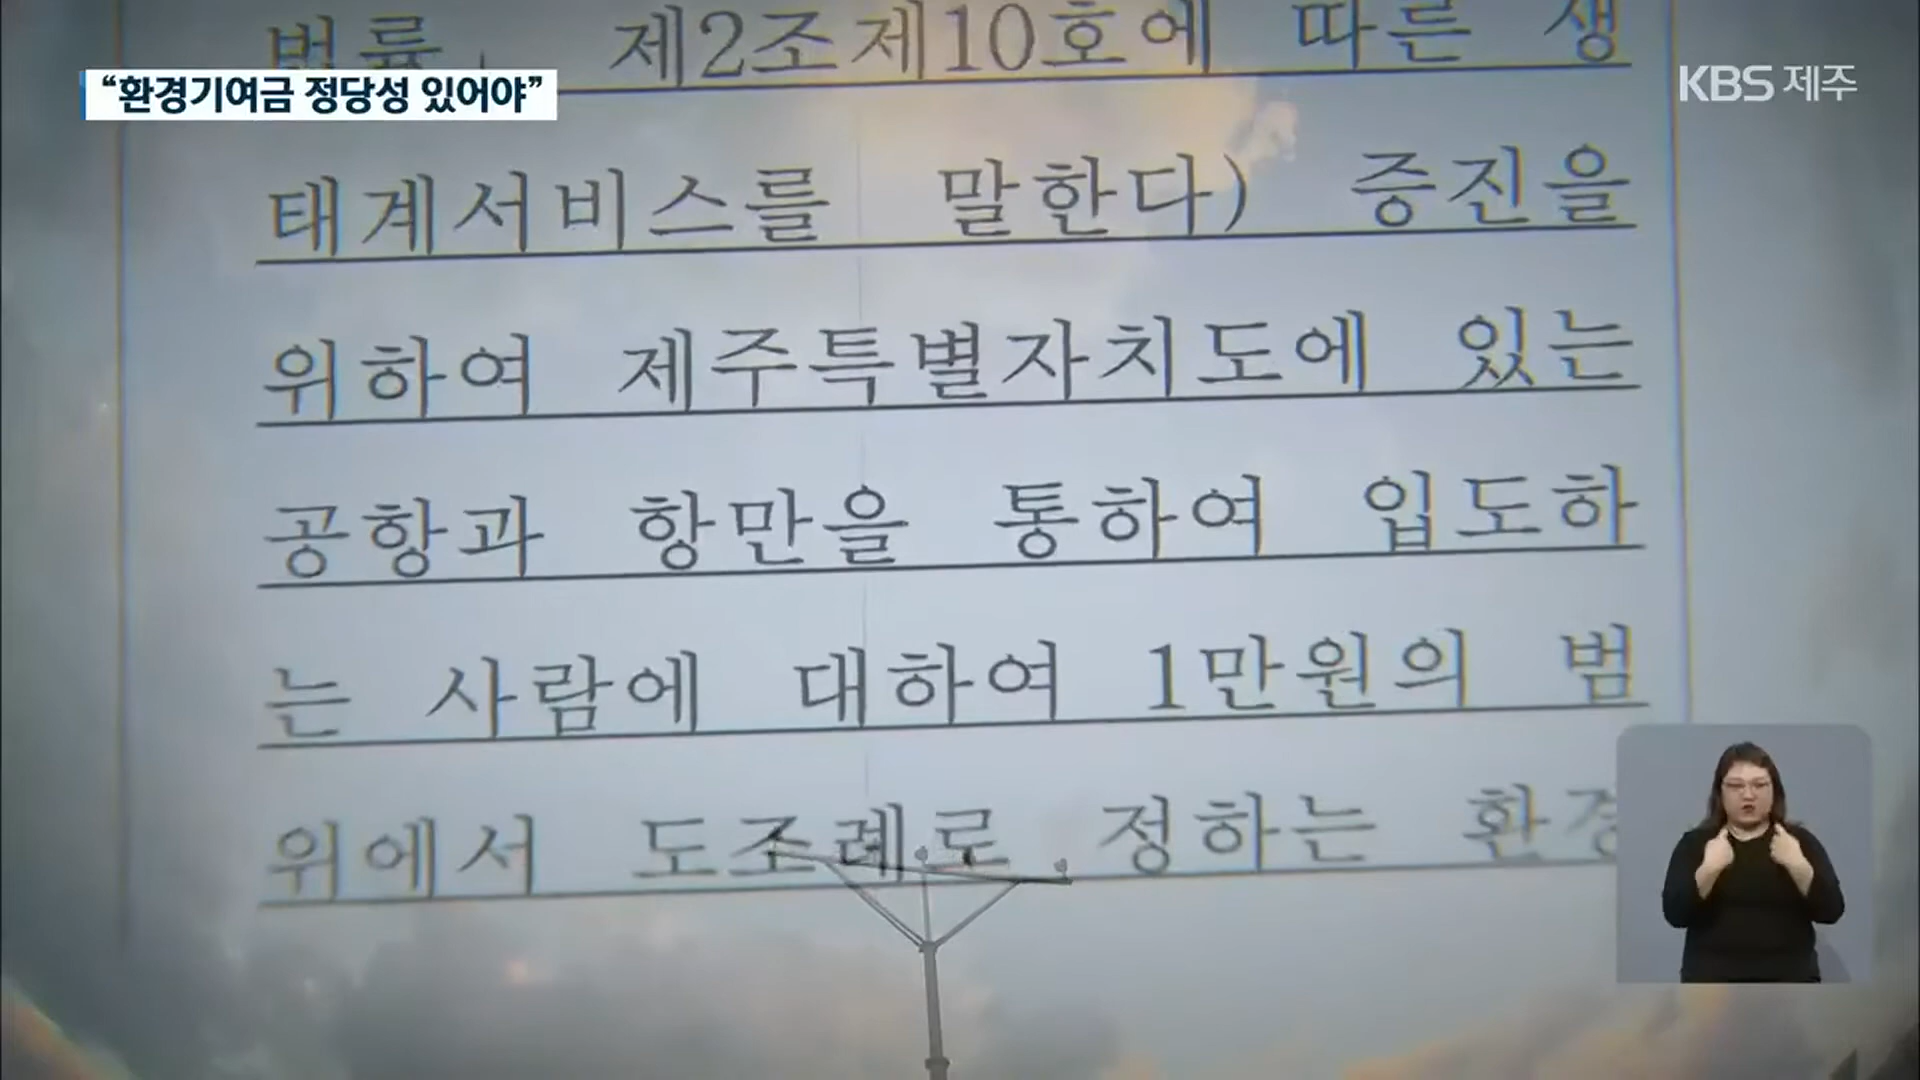 법률」 제2조제10호에 따른 생
“환경기여금 정당성 있어야”
KBS 제주
태계서비스를 말한다) 증진을
위하여 제주특별자치도에 있는
공항과 항만을 통하여 입도하
는 사람에 대하여 1만원의 범
위에서 도조례로 정하는 환경